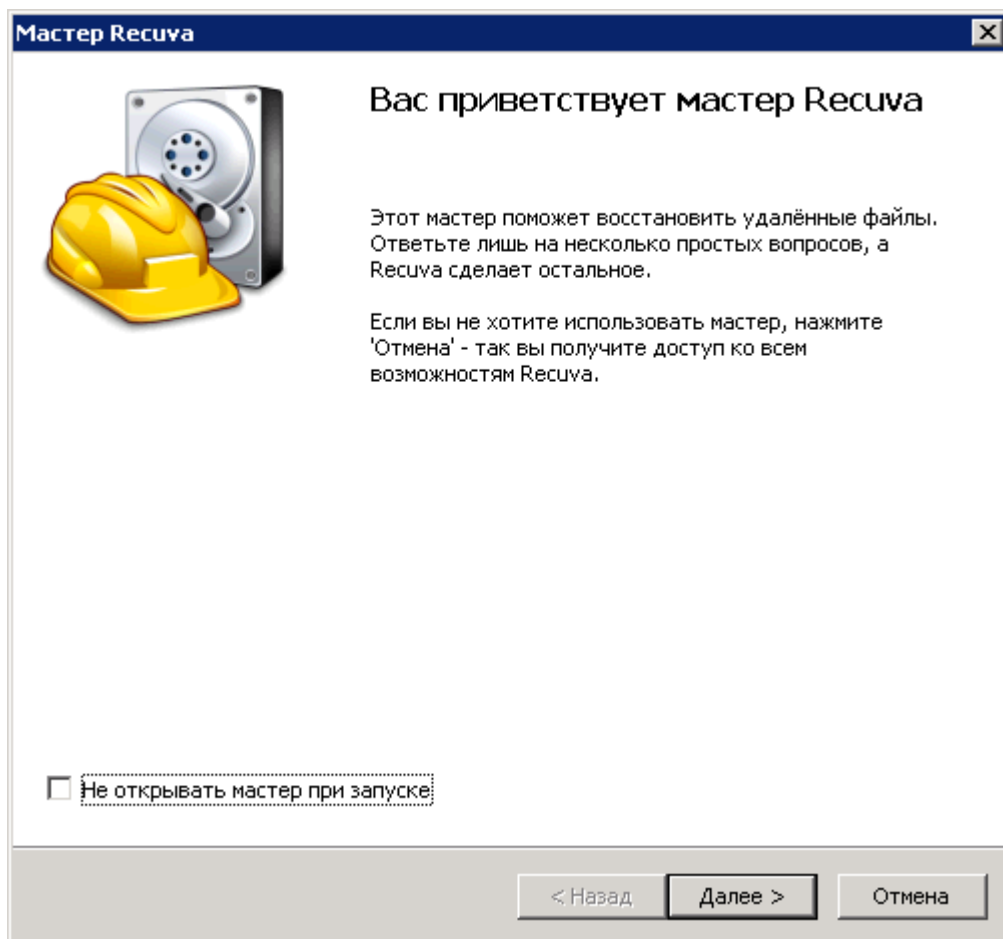 Мастер Recuva
Вас приветствует мастер Recuva
Этот мастер поможет восстановить удалённые файлы.
Ответьте лишь на несколько простых вопросов, а
Recuva сделает остальное.
Если вы не хотите использовать мастер, нажмите
'Отмена' - так вы получите доступ ко всем
возможностям Recuva.
Не открывать мастер при запуске
< Назад
Далее >
Отмена